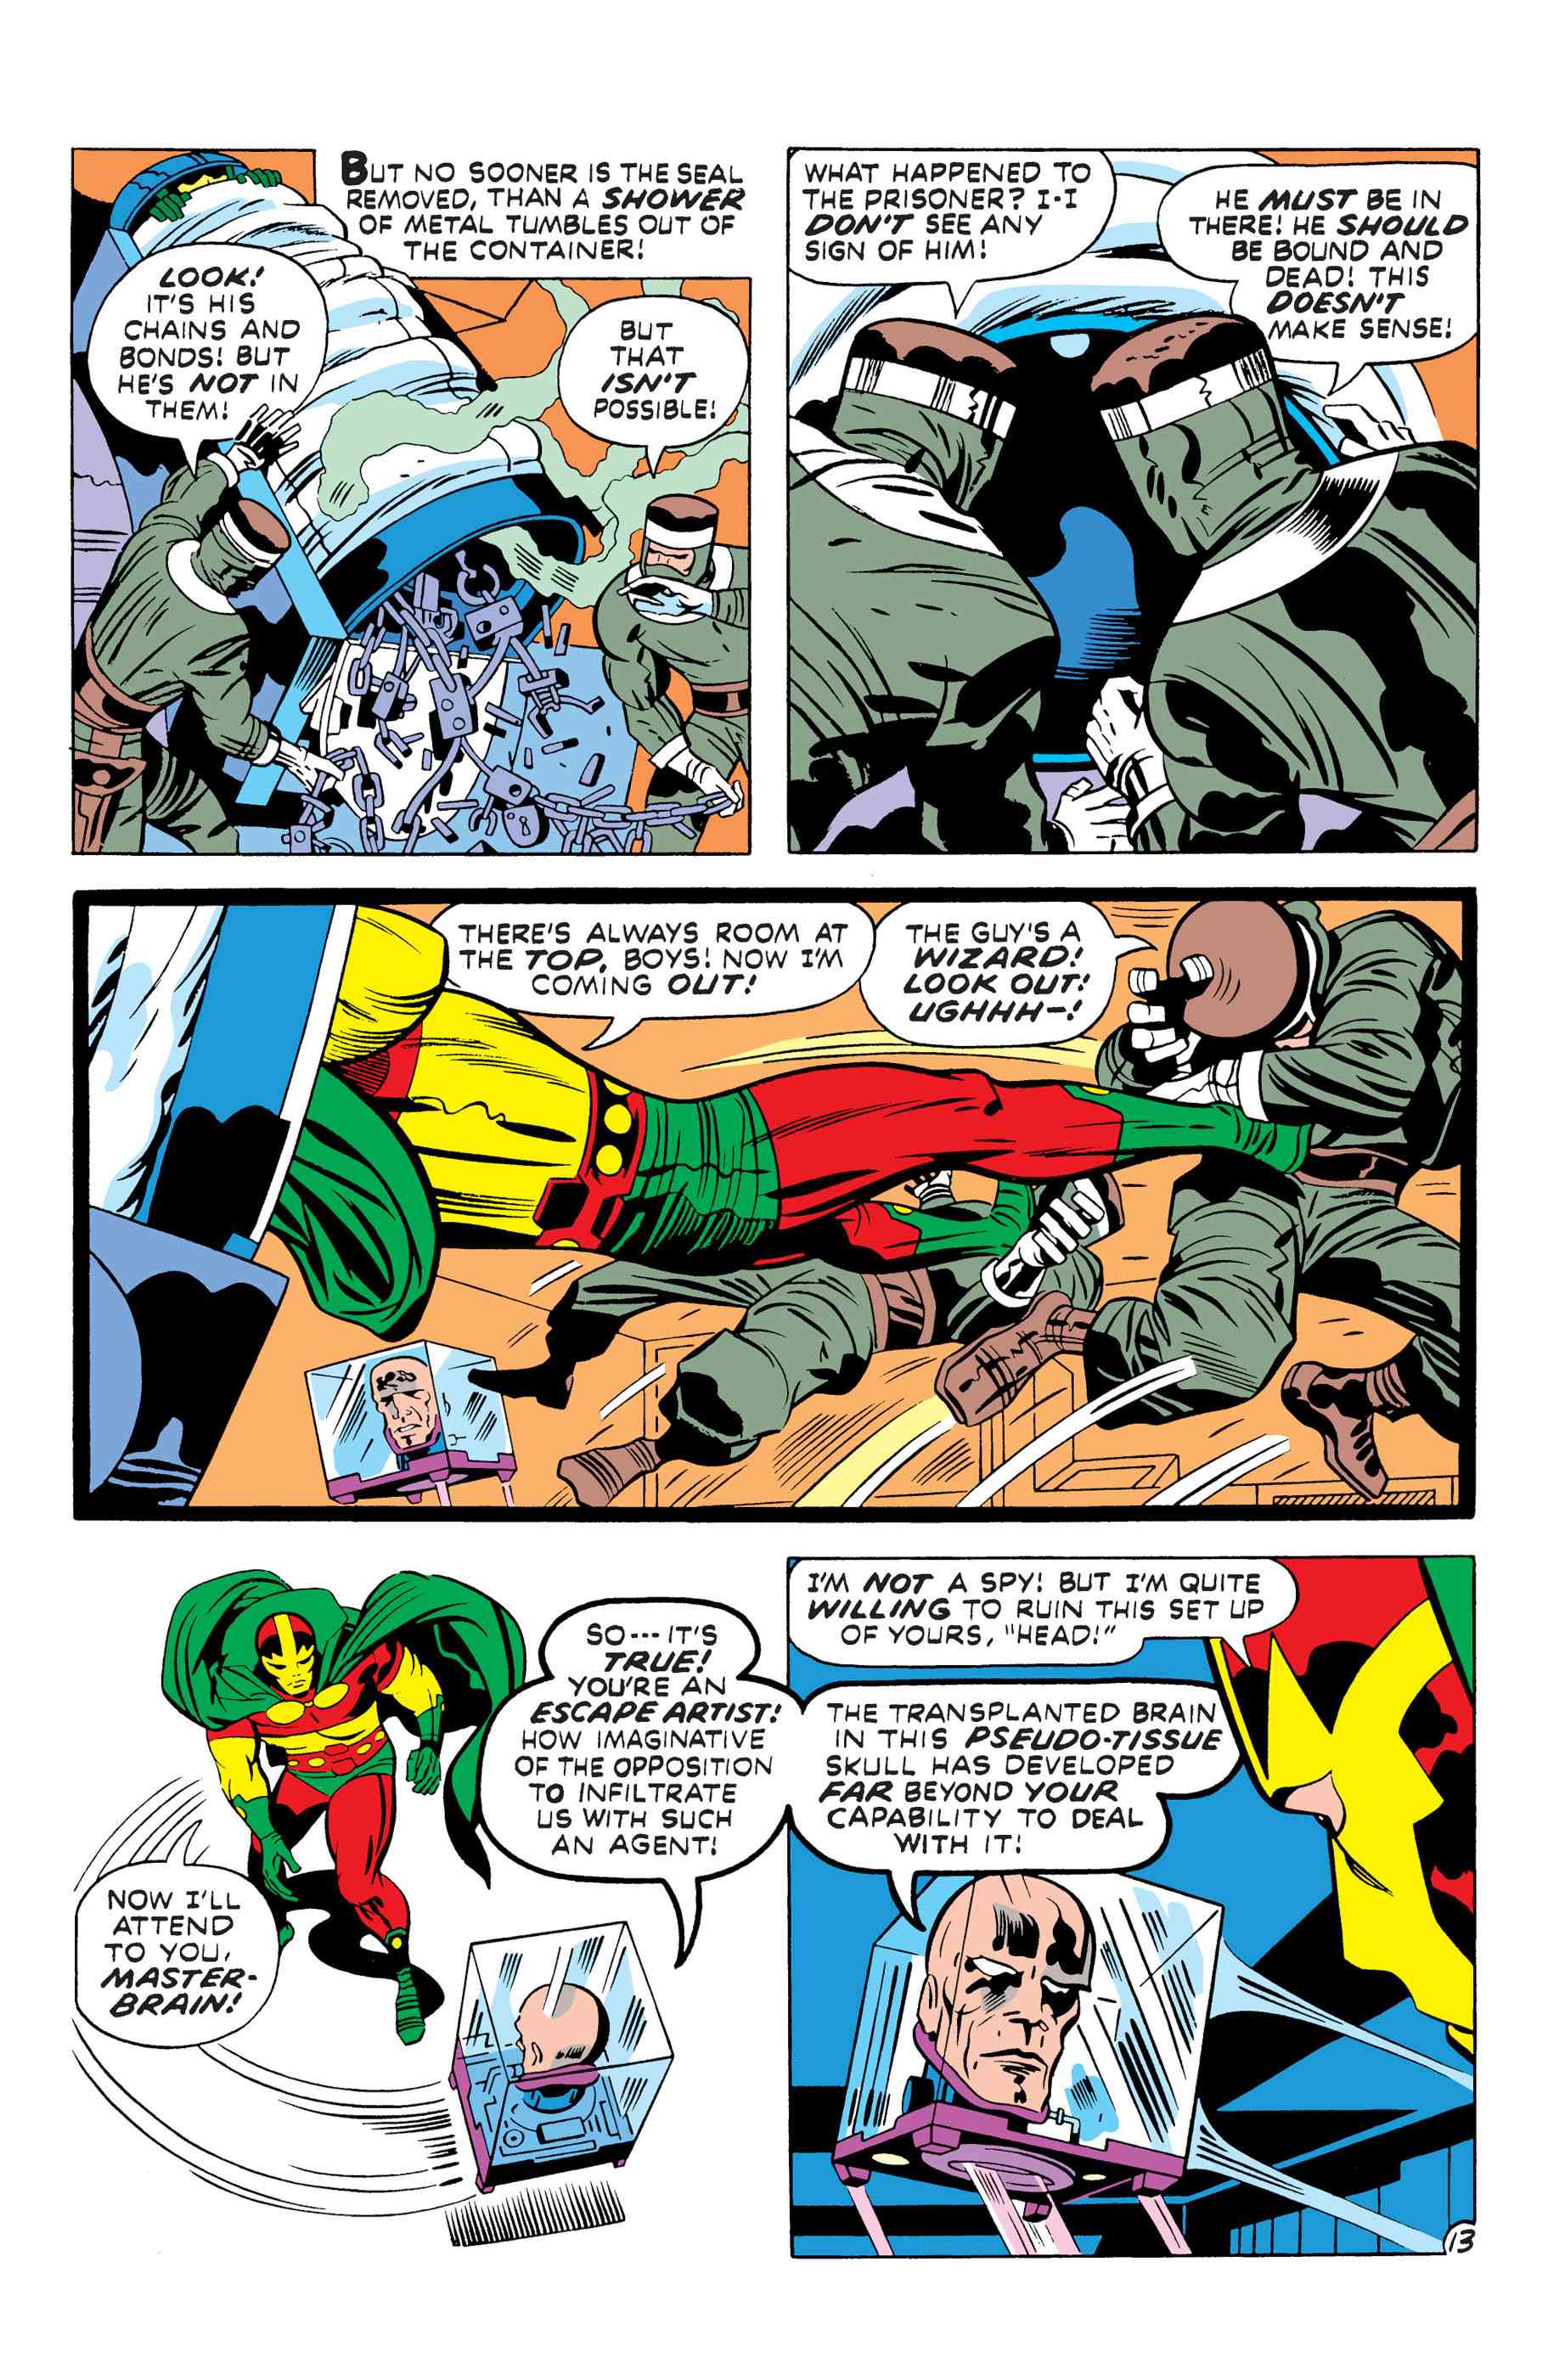 BUT NO SOONER IS THE SEAL
REMOVED, THAN A SHOWER
OF METAL TUMBLES OUT OF
THE CONTAINER!
LOOK!
IT'S HIS
CHAINS AND
BONDS! BUT
HE'S NOT IN
THEM!
BUT
THAT
ISN'T
POSSIBLE!
WHAT HAPPENED TO
THE PRISONER? I-I
DON'T SEE ANY
SIGN OF HIM!
HE MUST BE IN
THERE! HE SHOULD
BE BOUND AND
DEAD! THIS
DOESN'T
MAKE SENSE!
THERE'S ALWAYS ROOM AT
THE TOP, BOYS! NOW I'M
COMING OUT!
THE GUY'S A
WIZARD!
LOOK OUT!
UGHHH—!
NOW I'LL
ATTEND
TO YOU,
MASTER-
BRAIN!
SO--- IT'S
TRUE!
YOU'RE AN
ESCAPE ARTIST!
HOW IMAGINATIVE
OF THE OPPOSITION
TO INFILTRATE
US WITH SUCH
AN AGENT!
I'M NOT A SPY! BUT I'M QUITE
WILLING TO RUIN THIS SET UP
OF YOURS, "HEAD!"
THE TRANSPLANTED BRAIN
IN THIS PSEUDO-TISSUE
SKULL HAS DEVELOPED
FAR BEYOND YOUR
CAPABILITY TO DEAL
WITH IT!
13